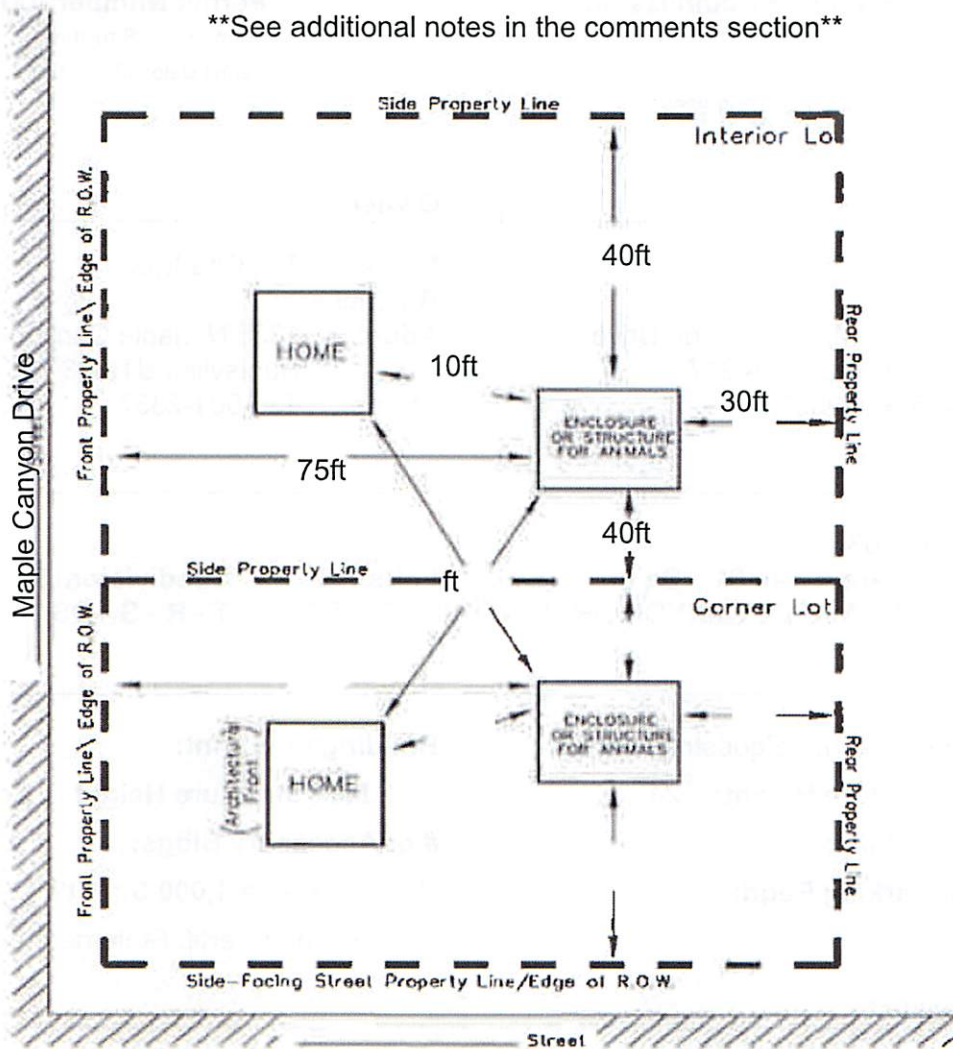 **See additional notes in the comments section**
Side Property Line
Interior Lo
Front Property Line\ Edge of R.O.W.
Maple Canyon Drive
40ft
HOME
10ft
ENCLOSURE
OR STRUCTURE
FOR ANIMALS
30ft
Rear Property Line
75ft
40ft
Side Property Line
ft
Corner Lot
Front Property Line\ Edge of R.O.W.
(Architectural
Front)
HOME
ENCLOSURE
OR STRUCTURE
FOR ANIMALS
Rear Property Line
Side-Facing Street Property Line/Edge of R.O.W.
Street